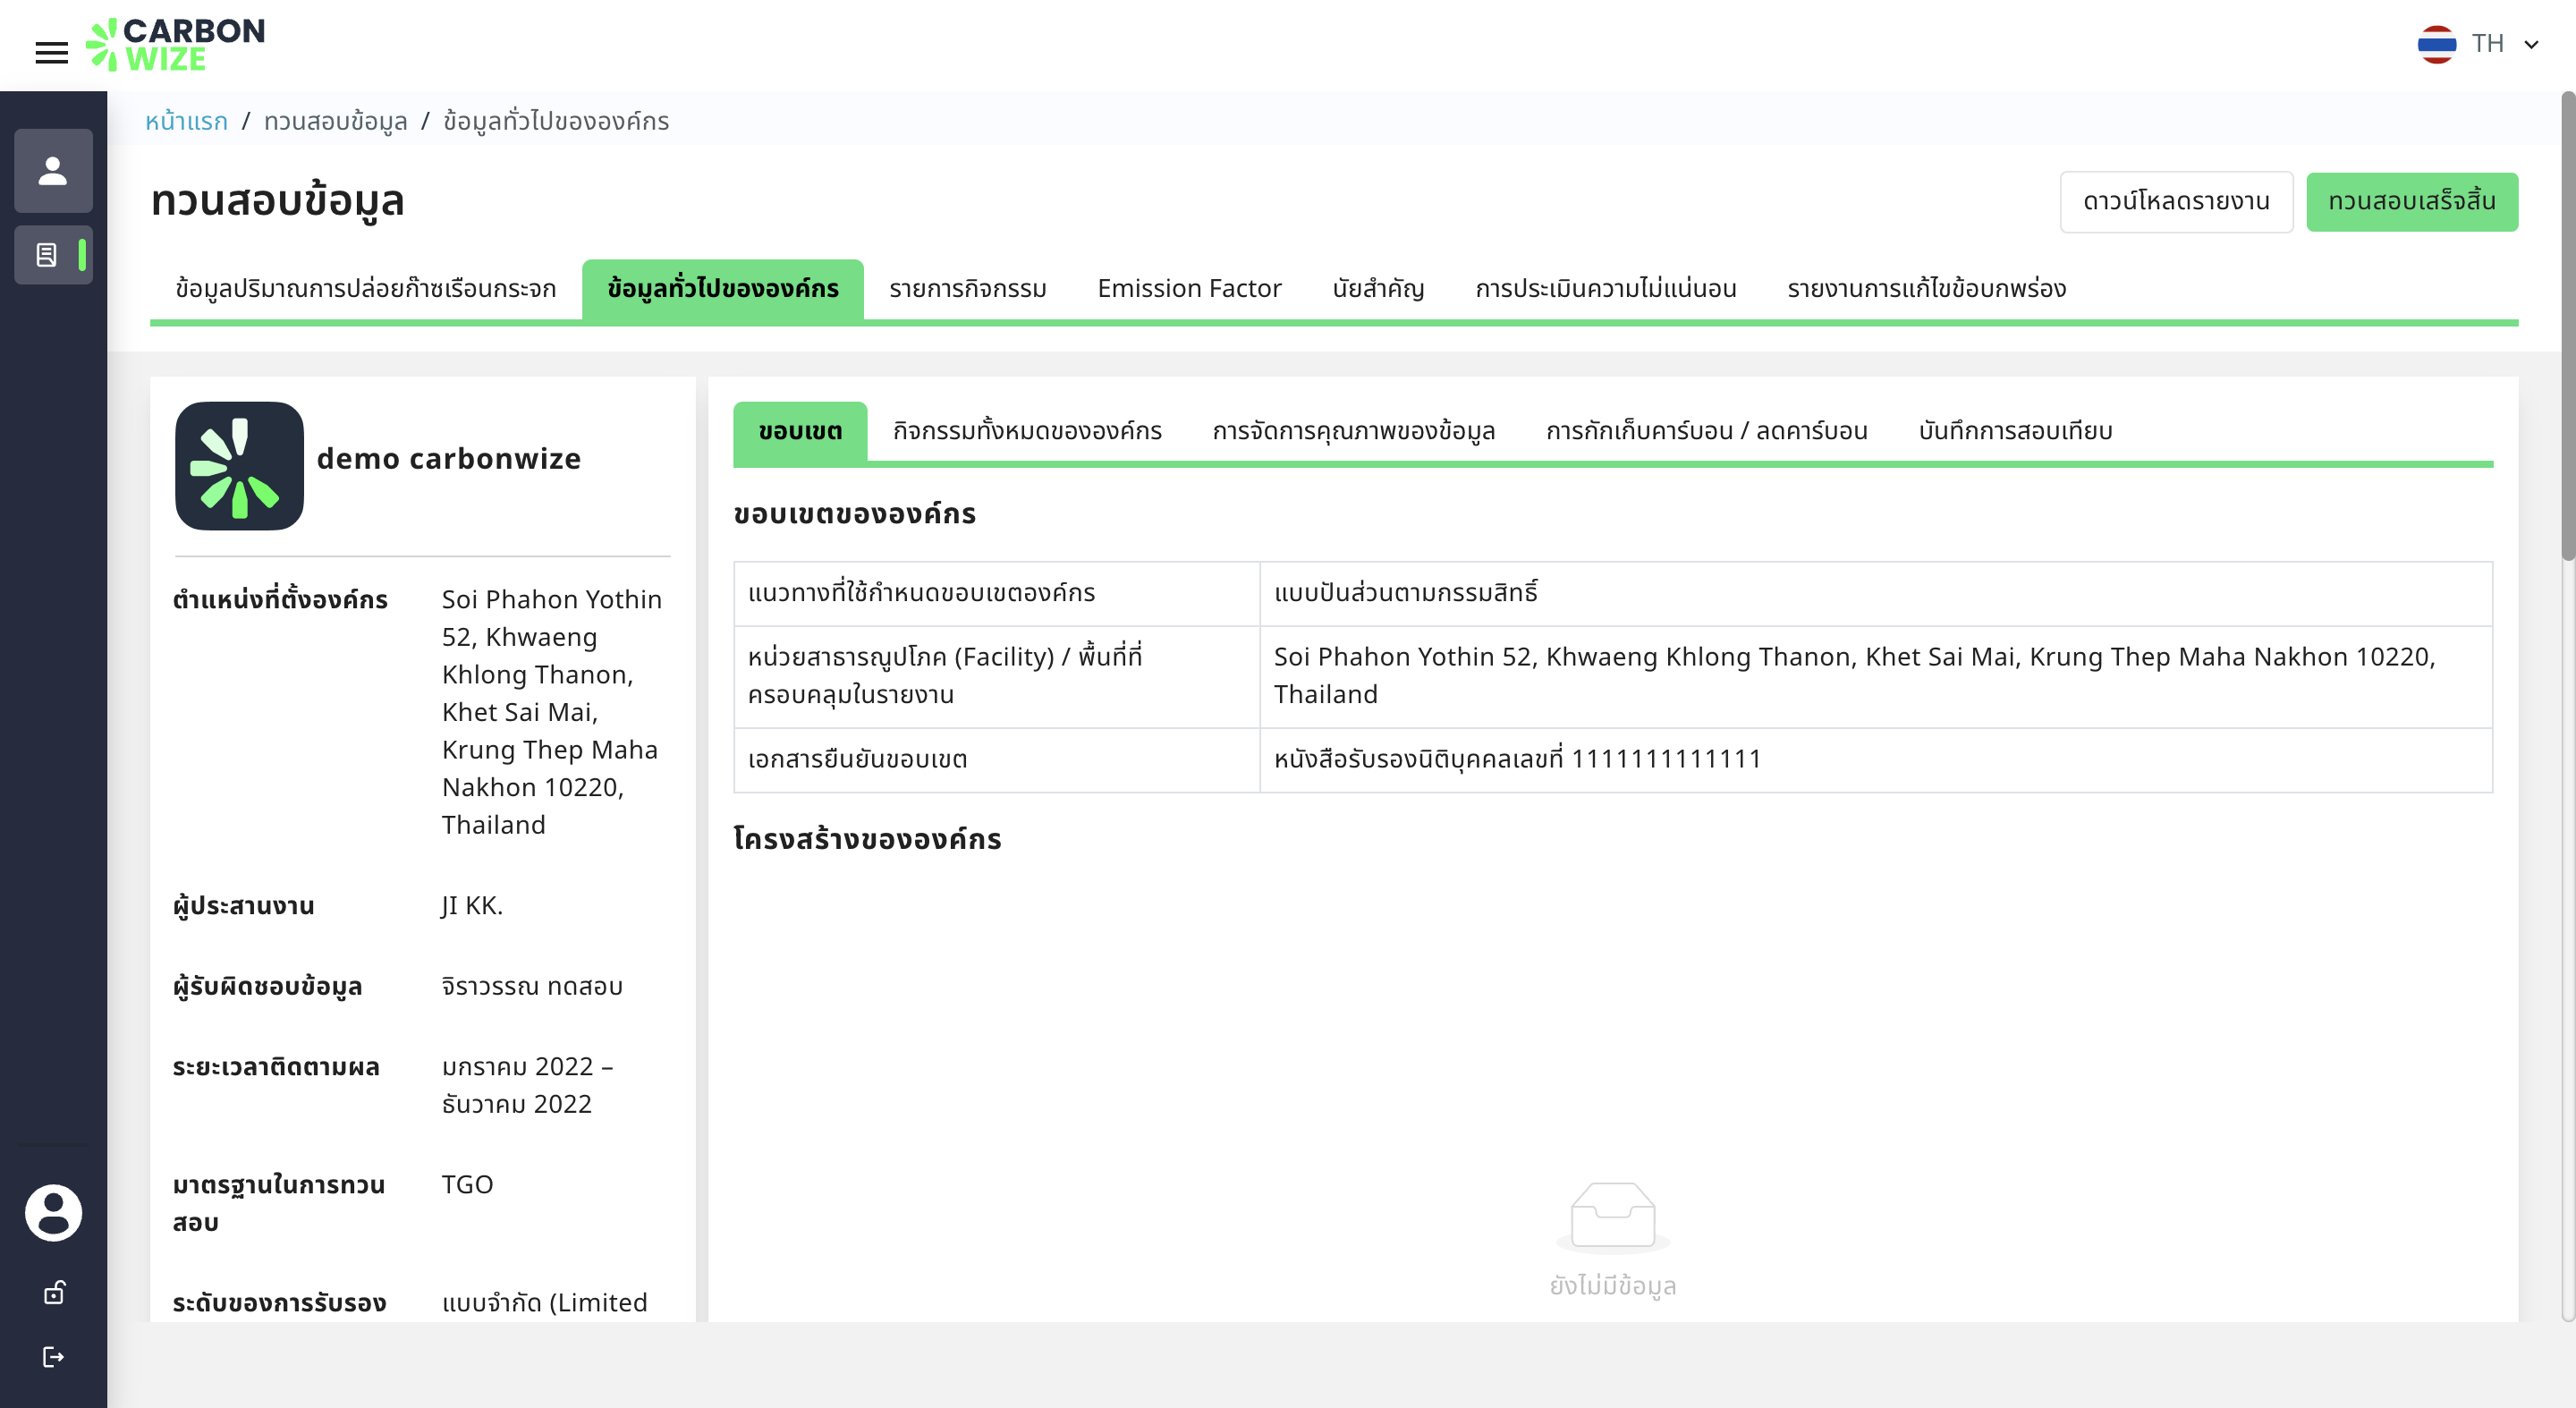 CARBON
WIZE
TH
หน้าแรก / ทวนสอบข้อมูล / ข้อมูลทั่วไปขององค์กร
ทวนสอบข้อมูล
ดาวน์โหลดรายงาน
ทวนสอบเสร็จสิ้น
ข้อมูลปริมาณการปล่อยก๊าซเรือนกระจก
ข้อมูลทั่วไปขององค์กร
รายการกิจกรรม
Emission Factor
นัยสำคัญ
การประเมินความไม่แน่นอน
รายงานการแก้ไขข้อบกพร่อง
demo carbonwize
ตำแหน่งที่ตั้งองค์กร
Soi Phahon Yothin
52, Khwaeng
Khlong Thanon,
Khet Sai Mai,
Krung Thep Maha
Nakhon 10220,
Thailand
ผู้ประสานงาน
JI KK.
ผู้รับผิดชอบข้อมูล
จิราวรรณ ทดสอบ
ระยะเวลาติดตามผล
มกราคม 2022 –
ธันวาคม 2022
มาตรฐานในการทวน
สอบ
TGO
ระดับของการรับรอง
แบบจำกัด (Limited
ขอบเขต
กิจกรรมทั้งหมดขององค์กร
การจัดการคุณภาพของข้อมูล
การกักเก็บคาร์บอน / ลดคาร์บอน
บันทึกการสอบเทียบ
ขอบเขตขององค์กร
แนวทางที่ใช้กำหนดขอบเขตองค์กร
แบบปันส่วนตามกรรมสิทธิ์
หน่วยสาธารณูปโภค (Facility) / พื้นที่ที่
ครอบคลุมในรายงาน
Soi Phahon Yothin 52, Khwaeng Khlong Thanon, Khet Sai Mai, Krung Thep Maha Nakhon 10220,
Thailand
เอกสารยืนยันขอบเขต
หนังสือรับรองนิติบุคคลเลขที่ 1111111111111
โครงสร้างขององค์กร
ยังไม่มีข้อมูล